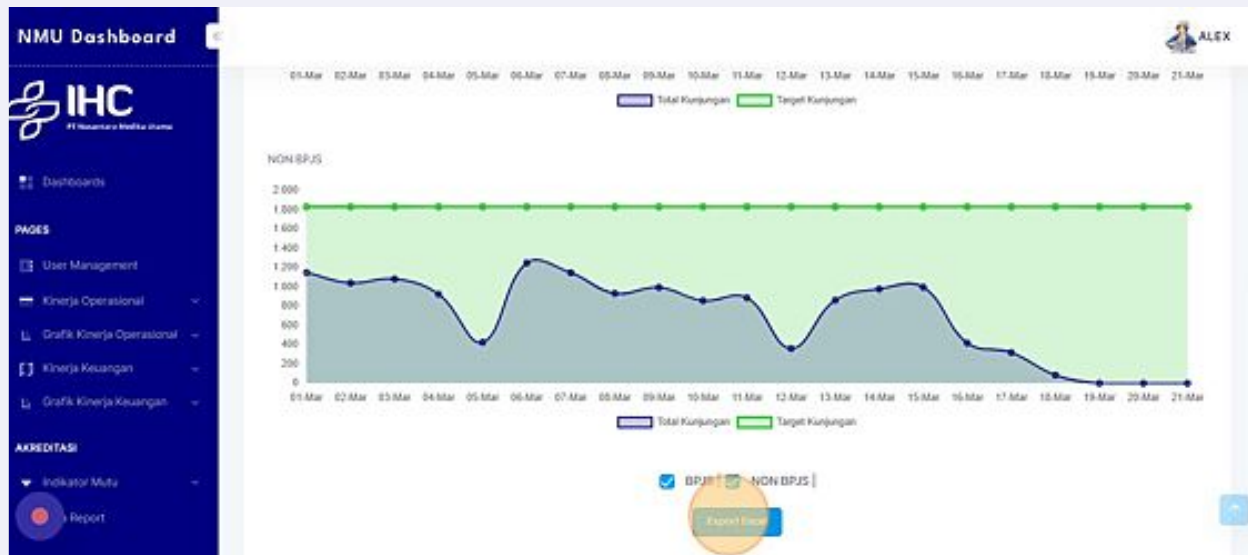 NMU Dashboard
ALEX
IHC
PT Nusantara Medika Utama
01-Mar 02-Mar 03-Mar 04-Mar 05-Mar 06-Mar 07-Mar 08-Mar 09-Mar 10-Mar 11-Mar 12-Mar 13-Mar 14-Mar 15-Mar 16-Mar 17-Mar 18-Mar 19-Mar 20-Mar 21-Mar
Total Kunjungan Target Kunjungan
Dashboards
PAGES
User Management
Kinerja Operasional
Grafik Kinerja Operasional
Kinerja Keuangan
Grafik Kinerja Keuangan
AKREDITASI
Indikator Mutu
Report
NON BPJS
2 000
1 800
1 600
1 400
1 200
1 000
800
600
400
200
0
01-Mar 02-Mar 03-Mar 04-Mar 05-Mar 06-Mar 07-Mar 08-Mar 09-Mar 10-Mar 11-Mar 12-Mar 13-Mar 14-Mar 15-Mar 16-Mar 17-Mar 18-Mar 19-Mar 20-Mar 21-Mar
Total Kunjungan Target Kunjungan
BPJS | NON BPJS |
Export Excel